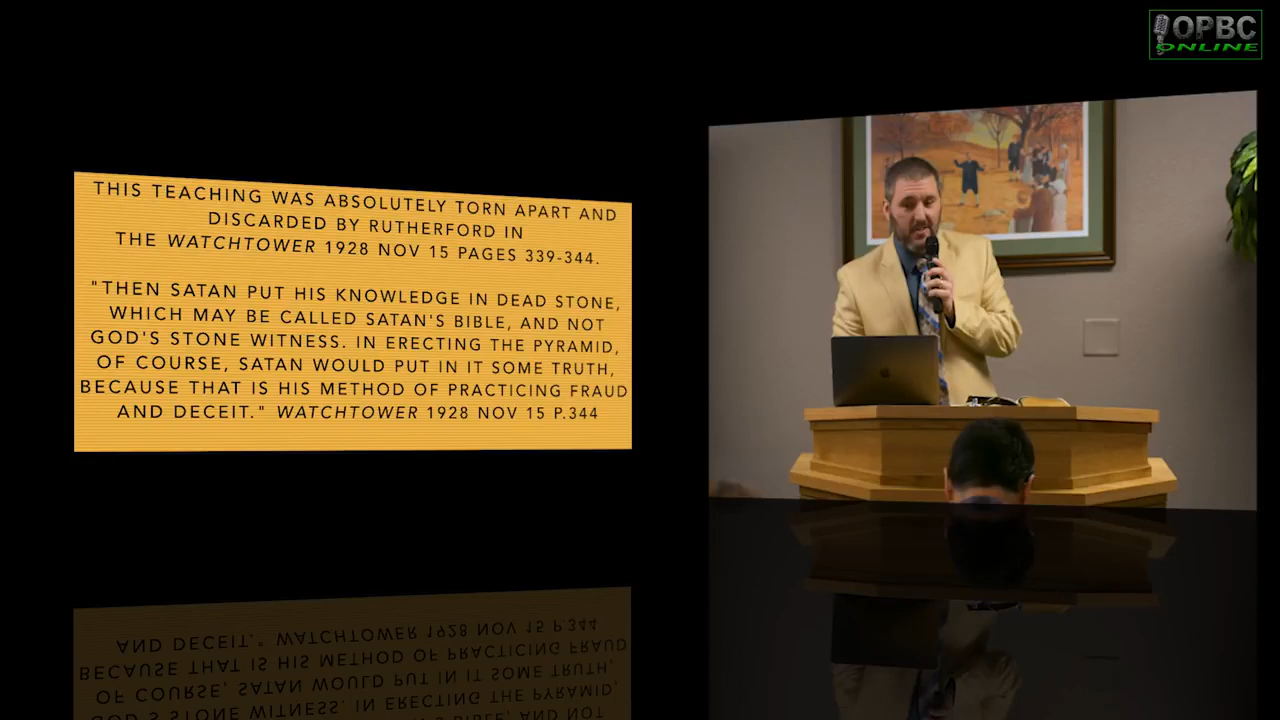 OPBC
ONLINE
THIS TEACHING WAS ABSOLUTELY TORN APART AND
DISCARDED BY RUTHERFORD IN
THE WATCHTOWER 1928 NOV 15 PAGES 339-344.
"THEN SATAN PUT HIS KNOWLEDGE IN DEAD STONE,
WHICH MAY BE CALLED SATAN'S BIBLE, AND NOT
GOD'S STONE WITNESS. IN ERECTING THE PYRAMID,
OF COURSE, SATAN WOULD PUT IN IT SOME TRUTH,
BECAUSE THAT IS HIS METHOD OF PRACTICING FRAUD
AND DECEIT." WATCHTOWER 1928 NOV 15 P.344